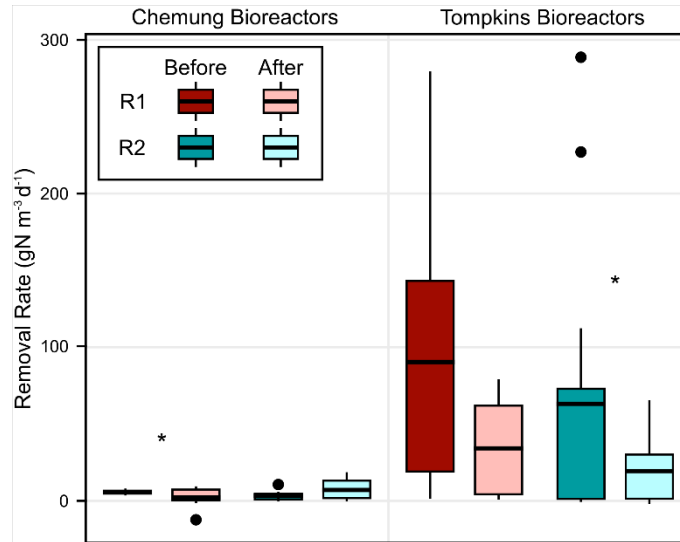 Chemung Bioreactors Tompkins Bioreactors
300
Before After
R1
R2
200
Removal Rate (gN m⁻³ d⁻¹)
*
100
*
0